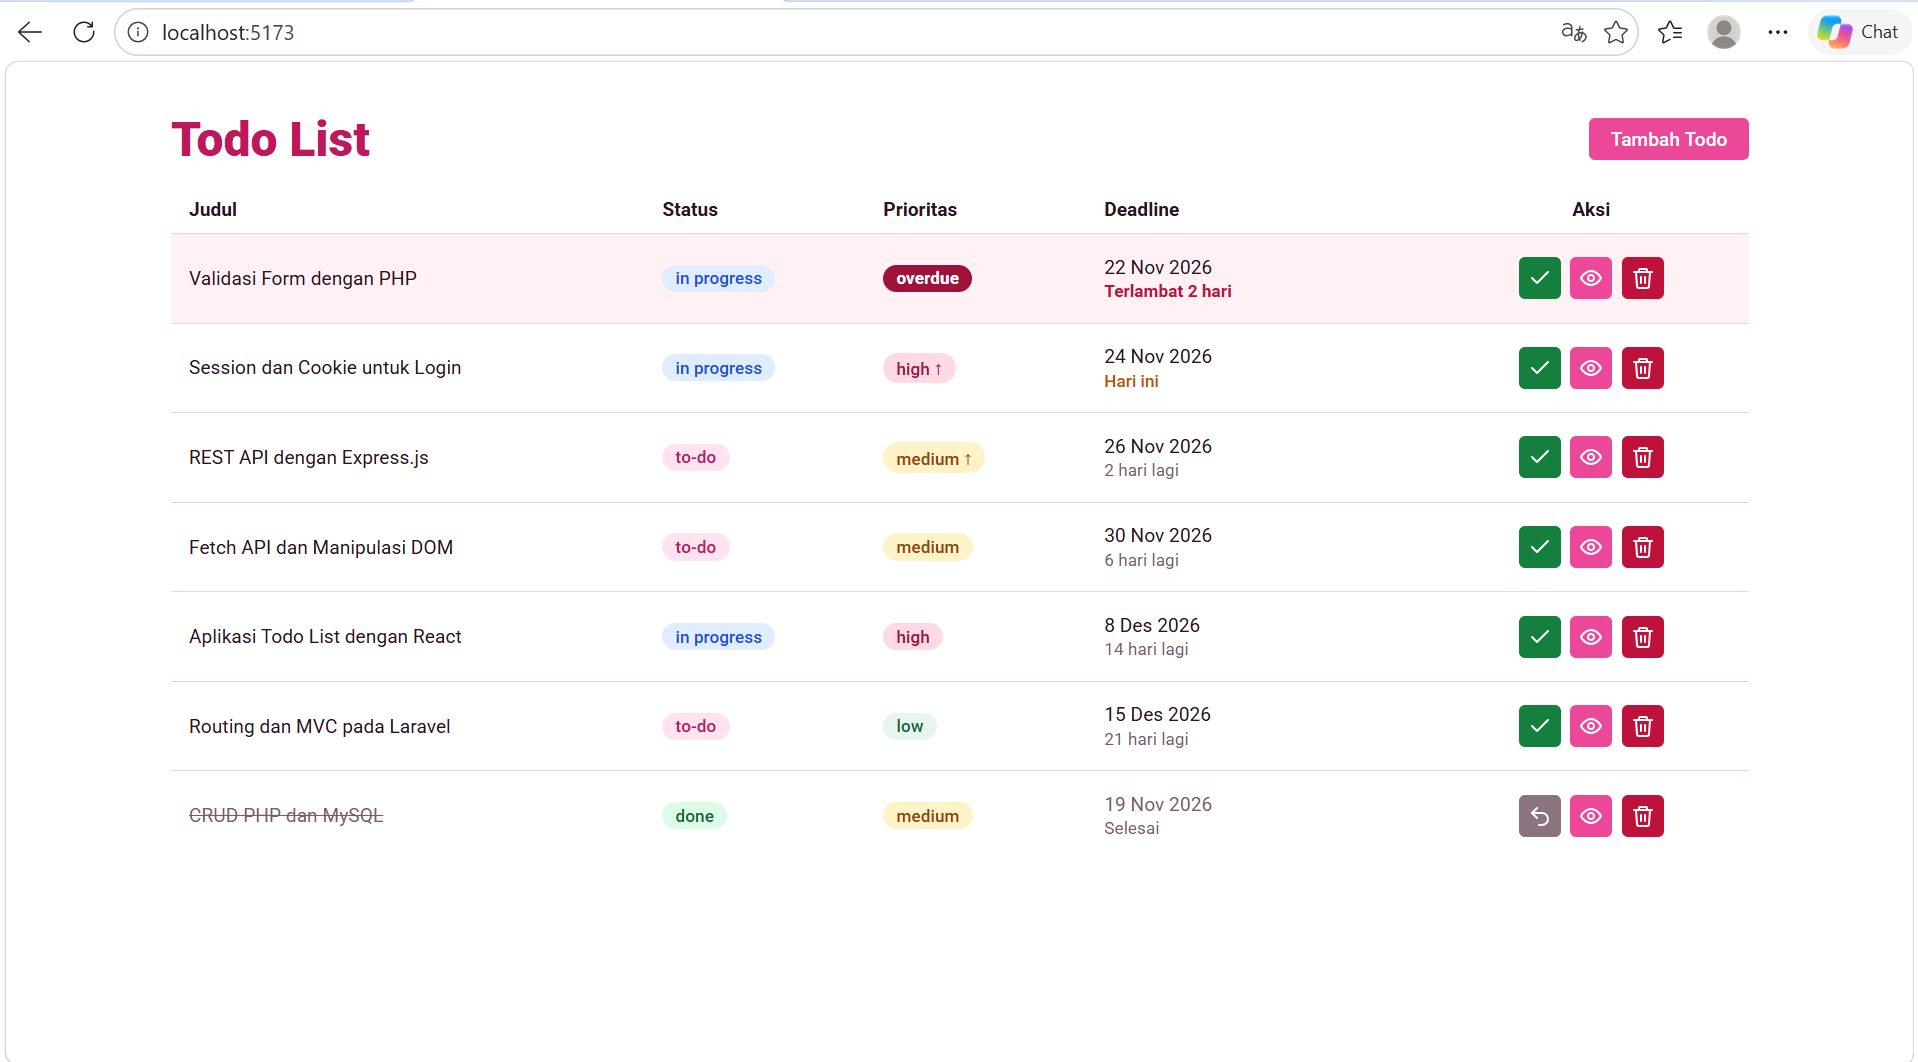 localhost:5173
Chat
Todo List
Tambah Todo
Judul Status Prioritas Deadline Aksi
Validasi Form dengan PHP in progress overdue 22 Nov 2026
Terlambat 2 hari
Session dan Cookie untuk Login in progress high ↑ 24 Nov 2026
Hari ini
REST API dengan Express.js to-do medium ↑ 26 Nov 2026
2 hari lagi
Fetch API dan Manipulasi DOM to-do medium 30 Nov 2026
6 hari lagi
Aplikasi Todo List dengan React in progress high 8 Des 2026
14 hari lagi
Routing dan MVC pada Laravel to-do low 15 Des 2026
21 hari lagi
CRUD PHP dan MySQL done medium 19 Nov 2026
Selesai